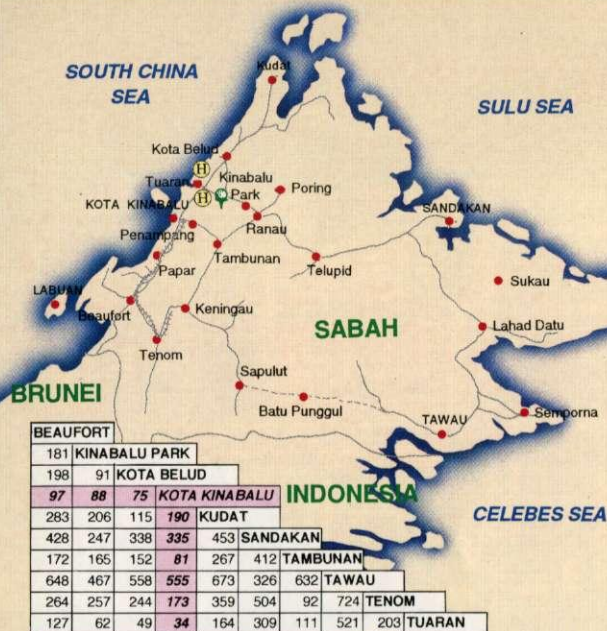 Kudat
SOUTH CHINA
SEA
SULU SEA
Kota Belud
H
Kinabalu
Park
Tuaran
H
Poring
KOTA KINABALU
SANDAKAN
Penampang
Ranau
Tambunan
Papar
Telupid
Sukau
LABUAN
Beaufort
Keningau
Lahad Datu
SABAH
Tenom
Sapulut
BRUNEI
Batu Punggul
TAWAU
Semporna
INDONESIA
CELEBES SEA
BEAUFORT
181 KINABALU PARK
198 91 KOTA BELUD
97 88 75 KOTA KINABALU
283 206 115 190 KUDAT
428 247 338 335 453 SANDAKAN
172 165 152 81 267 412 TAMBUNAN
648 467 558 555 673 326 632 TAWAU
264 257 244 173 359 504 92 724 TENOM
127 62 49 34 164 309 111 521 203 TUARAN